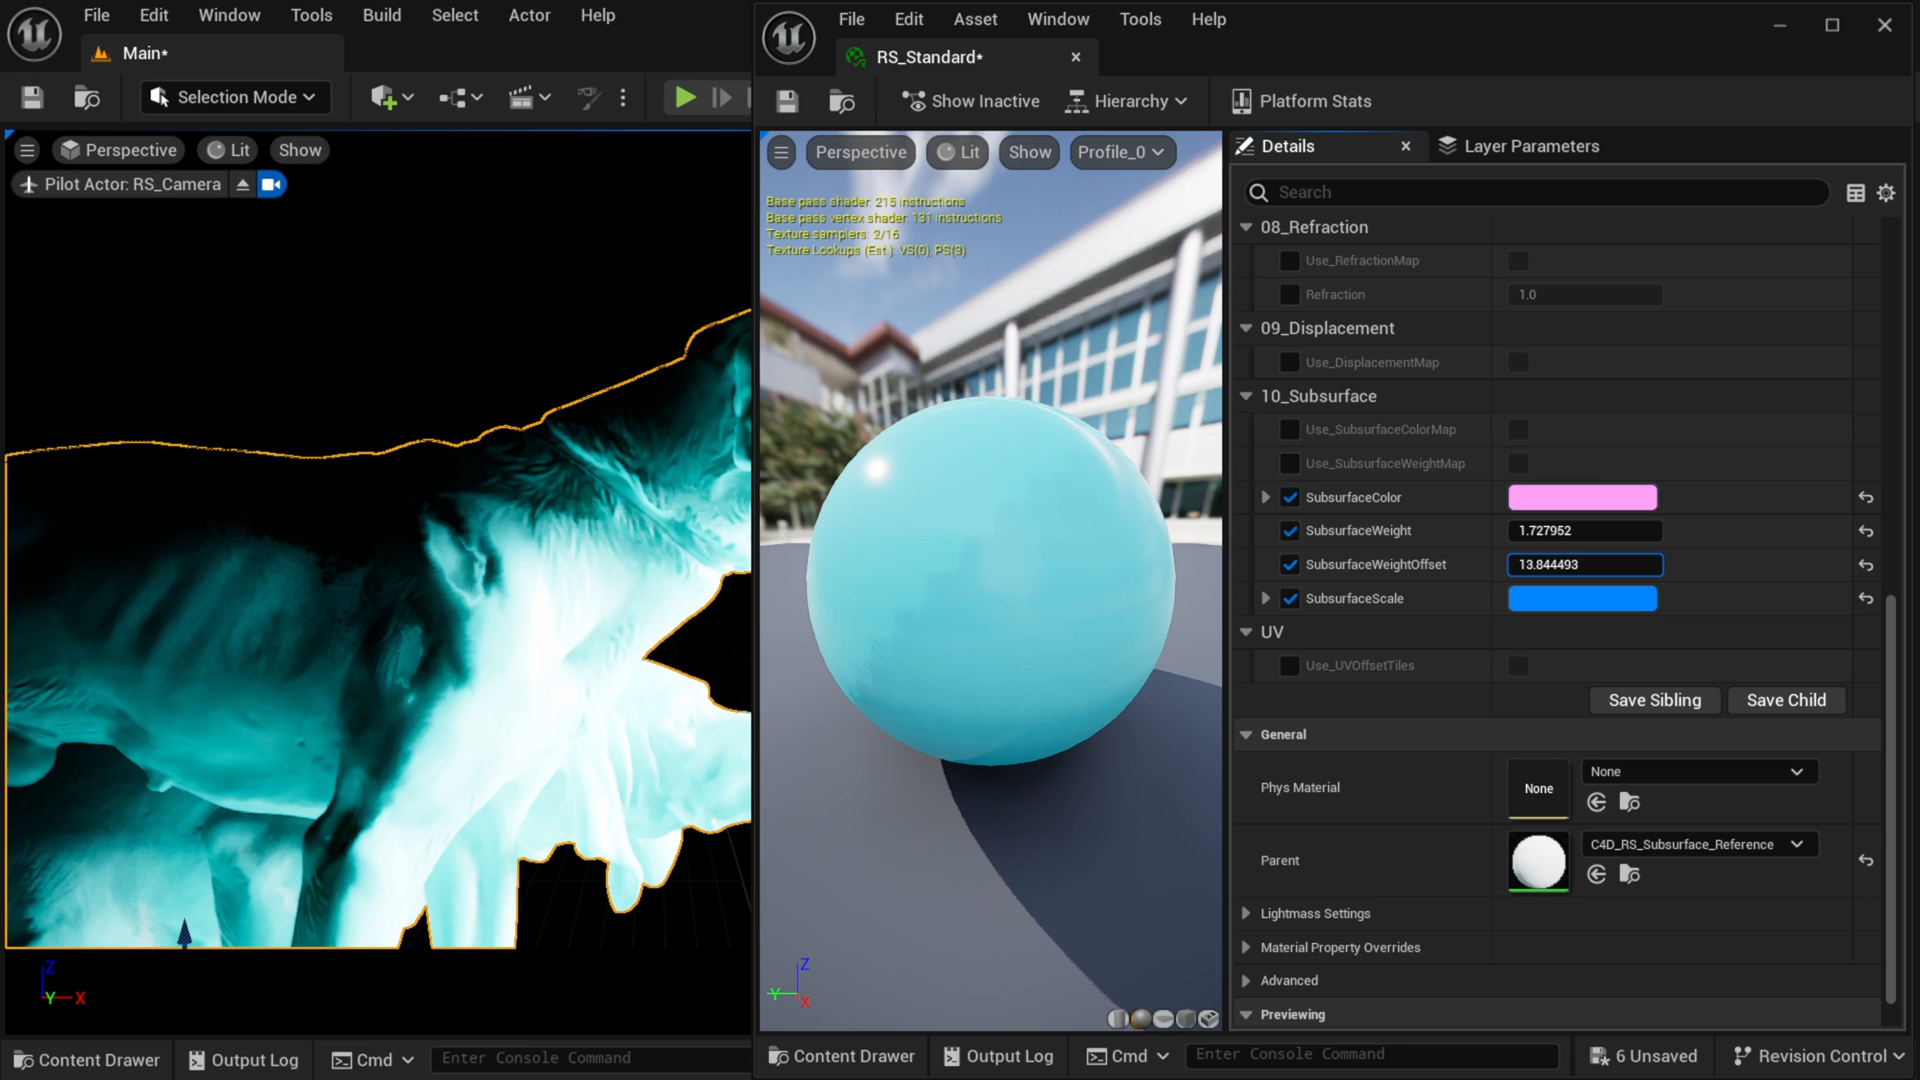 File Edit Window Tools Build Select Actor Help
Main*
Selection Mode
Perspective Lit Show
Pilot Actor: RS_Camera
Z
Y X
Content Drawer Output Log Cmd Enter Console Command
File Edit Asset Window Tools Help
RS_Standard*
Show Inactive Hierarchy Platform Stats
Perspective Lit Show Profile_0
Base pass shader: 215 instructions
Base pass vertex shader: 131 instructions
Texture samplers: 2/16
Texture Lookups (Est.): VS(0), PS(3)
Z
Y
X
Details Layer Parameters
Search
08_Refraction
Use_RefractionMap
Refraction 1.0
09_Displacement
Use_DisplacementMap
10_Subsurface
Use_SubsurfaceColorMap
Use_SubsurfaceWeightMap
SubsurfaceColor
SubsurfaceWeight 1.727952
SubsurfaceWeightOffset 13.844493
SubsurfaceScale
UV
Use_UVOffsetTiles
Save Sibling Save Child
General
Phys Material None None
Parent C4D_RS_Subsurface_Reference
Lightmass Settings
Material Property Overrides
Advanced
Previewing
Content Drawer Output Log Cmd Enter Console Command 6 Unsaved Revision Control